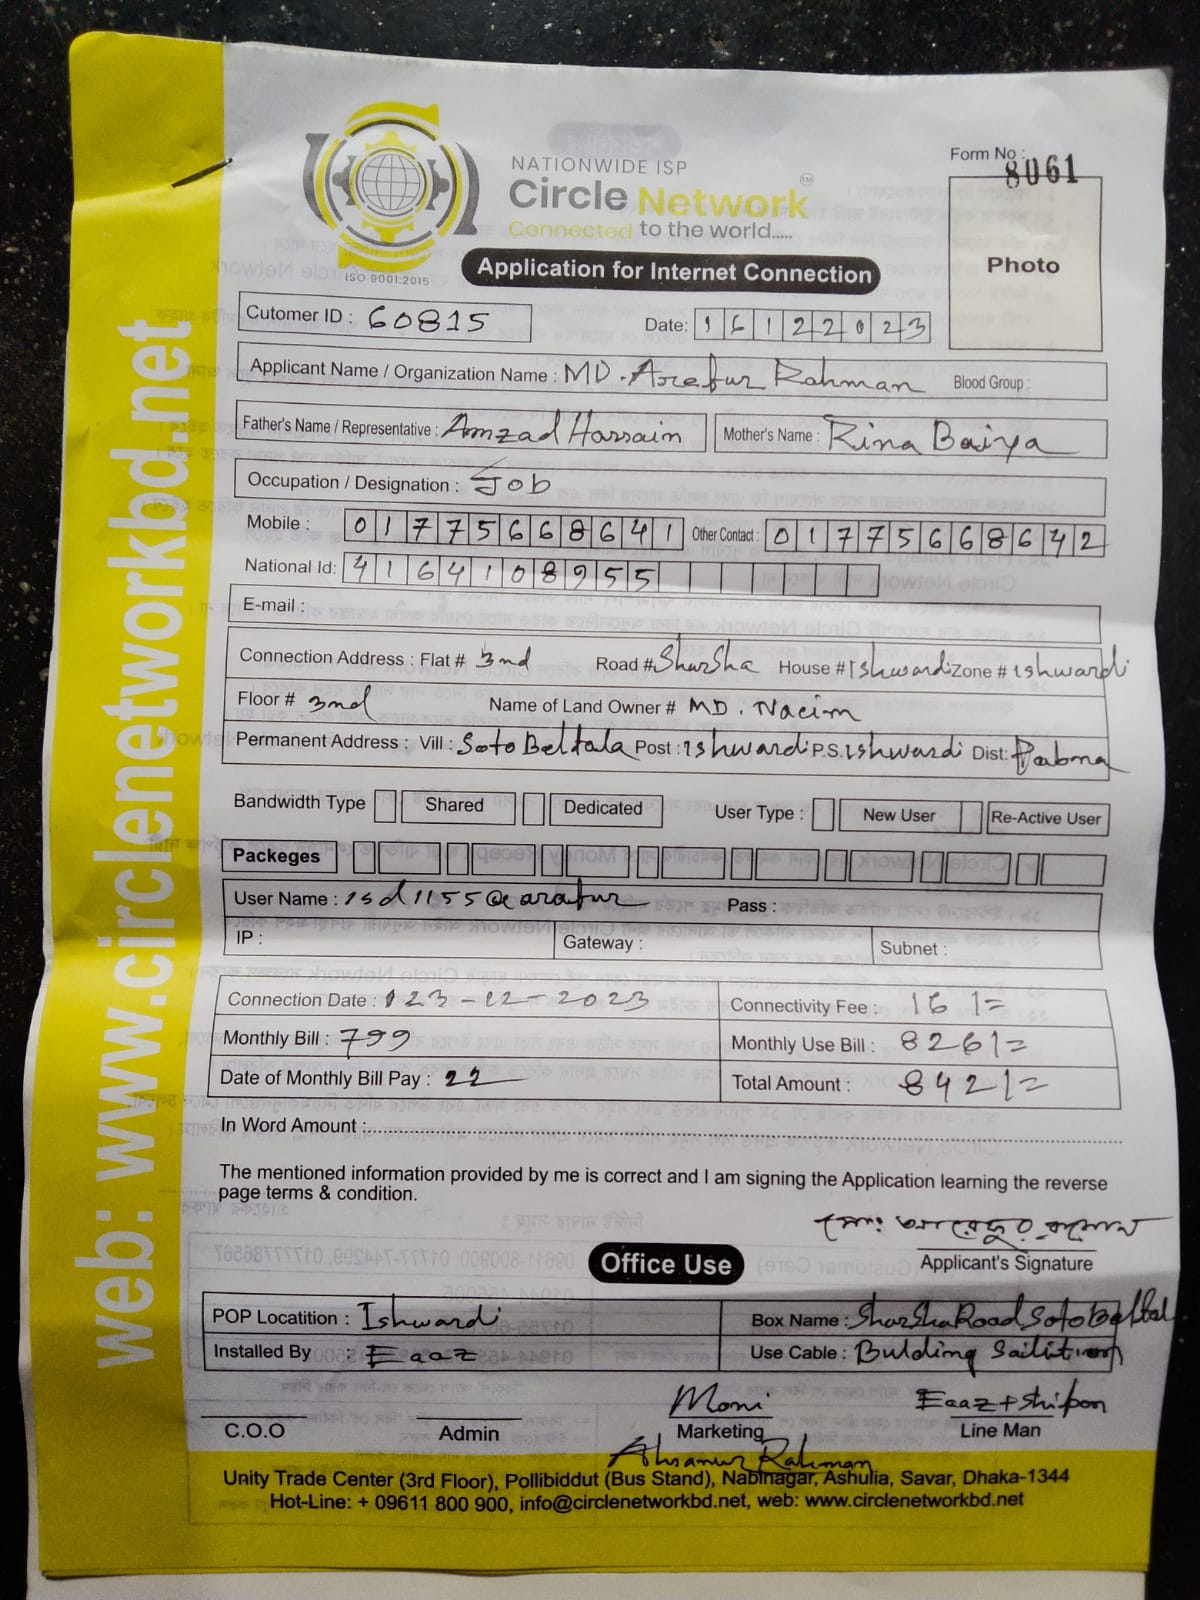 web: www.circlenetworkbd.net
NATIONWIDE ISP
Circle Network TM
Connected to the world.....
ISO 9001:2015
Form No : 8061
Photo
Application for Internet Connection
Cutomer ID : 60815 Date: 16122023
Applicant Name / Organization Name : MD. Arefur Rahman Blood Group :
Father's Name / Representative : Amzad Hossain Mother's Name : Rina
Occupation / Designation : Job
Mobile : 01775668641 Other Contact : 01775668642
National Id: 4164108955
E-mail :
Connection Address : Flat # 3nd Road # Sharsha House # Ishwardi Zone # ishwardi
Floor # 3nd Name of Land Owner # MD. Nacim
Permanent Address : Vill : Soto Beltala Post : ishwardi P.S. ishwardi Dist: Pabna
Bandwidth Type Shared Dedicated User Type : New User Re-Active User
Packeges
User Name : isd1155@arafur Pass :
IP : Gateway : Subnet :
Connection Date : 23-12-2023 Connectivity Fee : 161=
Monthly Bill : 799 Monthly Use Bill : 8261=
Date of Monthly Bill Pay : 22 Total Amount : 8421=
In Word Amount :
The mentioned information provided by me is correct and I am signing the Application learning the reverse
page terms & condition.
মোঃ আরেফুর রহমান
Applicant's Signature
Office Use
POP Locatition : Ishwardi Box Name : Sharsha Road Soto Beltal
Installed By : Eaaz Use Cable : Bulding
Moni Eaaz + Shipon
C.O.O Admin Marketing Line Man
Ahsanur Rahman
Unity Trade Center (3rd Floor), Pollibiddut (Bus Stand), Nabinagar, Ashulia, Savar, Dhaka-1344
Hot-Line: + 09611 800 900, info@circlenetworkbd.net, web: www.circlenetworkbd.net